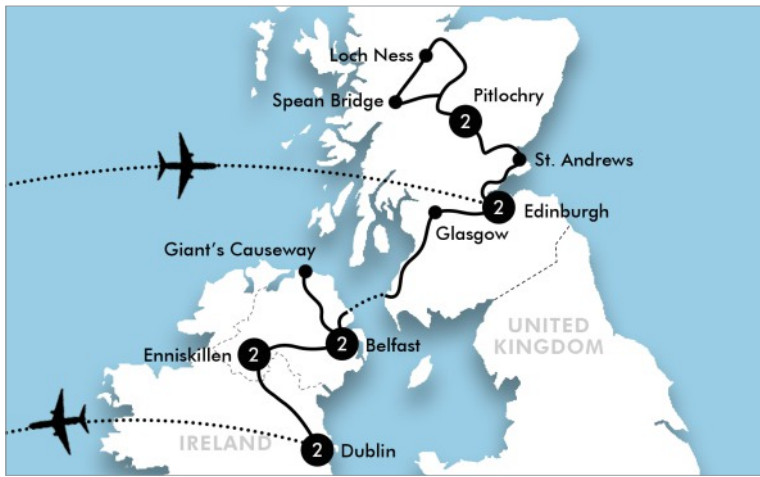 Loch Ness
Spean Bridge
Pitlochry
2
St. Andrews
2
Edinburgh
Glasgow
Giant's Causeway
UNITED
KINGDOM
Enniskillen
2
2
Belfast
IRELAND
2
Dublin